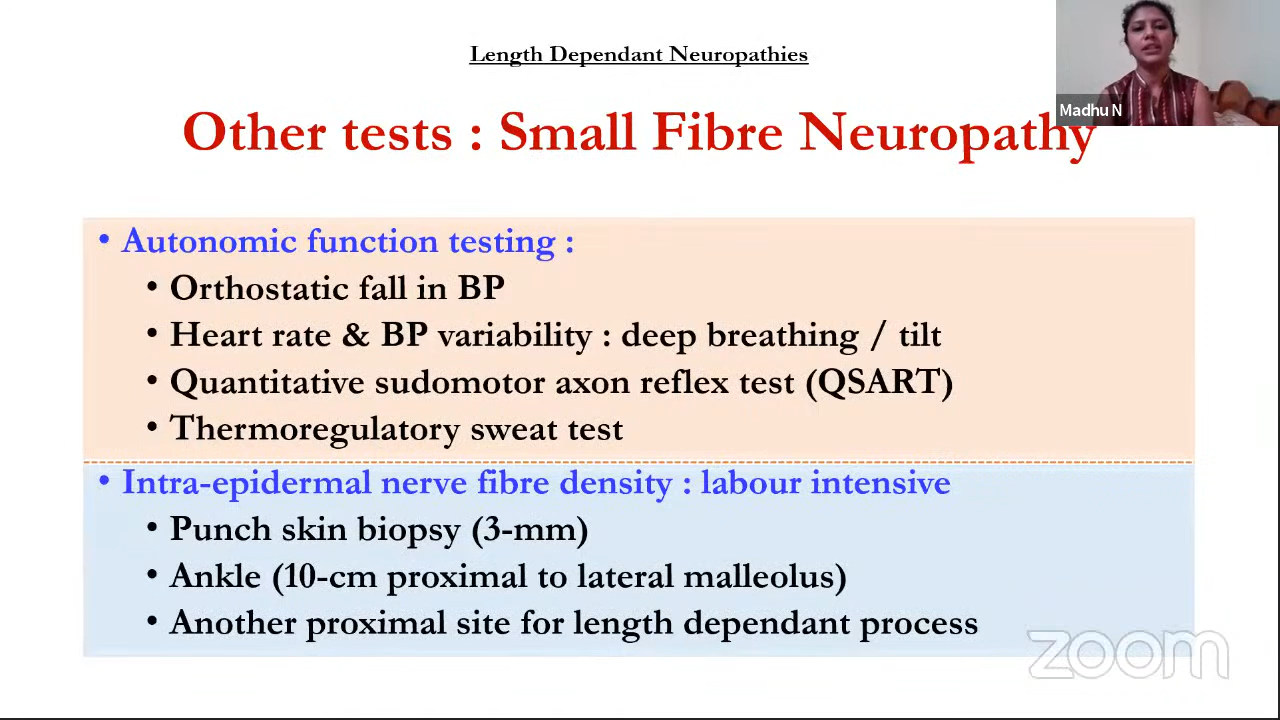 Length Dependant Neuropathies
Madhu N
Other tests : Small Fibre Neuropathy
• Autonomic function testing :
• Orthostatic fall in BP
• Heart rate & BP variability : deep breathing / tilt
• Quantitative sudomotor axon reflex test (QSART)
• Thermoregulatory sweat test
• Intra-epidermal nerve fibre density : labour intensive
• Punch skin biopsy (3-mm)
• Ankle (10-cm proximal to lateral malleolus)
• Another proximal site for length dependant process
zoom